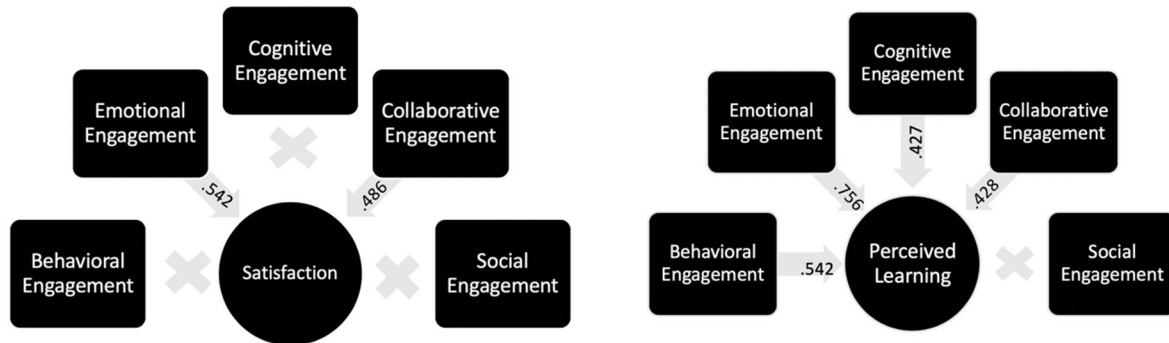 Cognitive
Engagement
Emotional
Engagement
Collaborative
Engagement
.542
.486
Behavioral
Engagement
Satisfaction
Social
Engagement
Cognitive
Engagement
Emotional
Engagement
Collaborative
Engagement
.427
.756
.428
Behavioral
Engagement
.542
Perceived
Learning
Social
Engagement